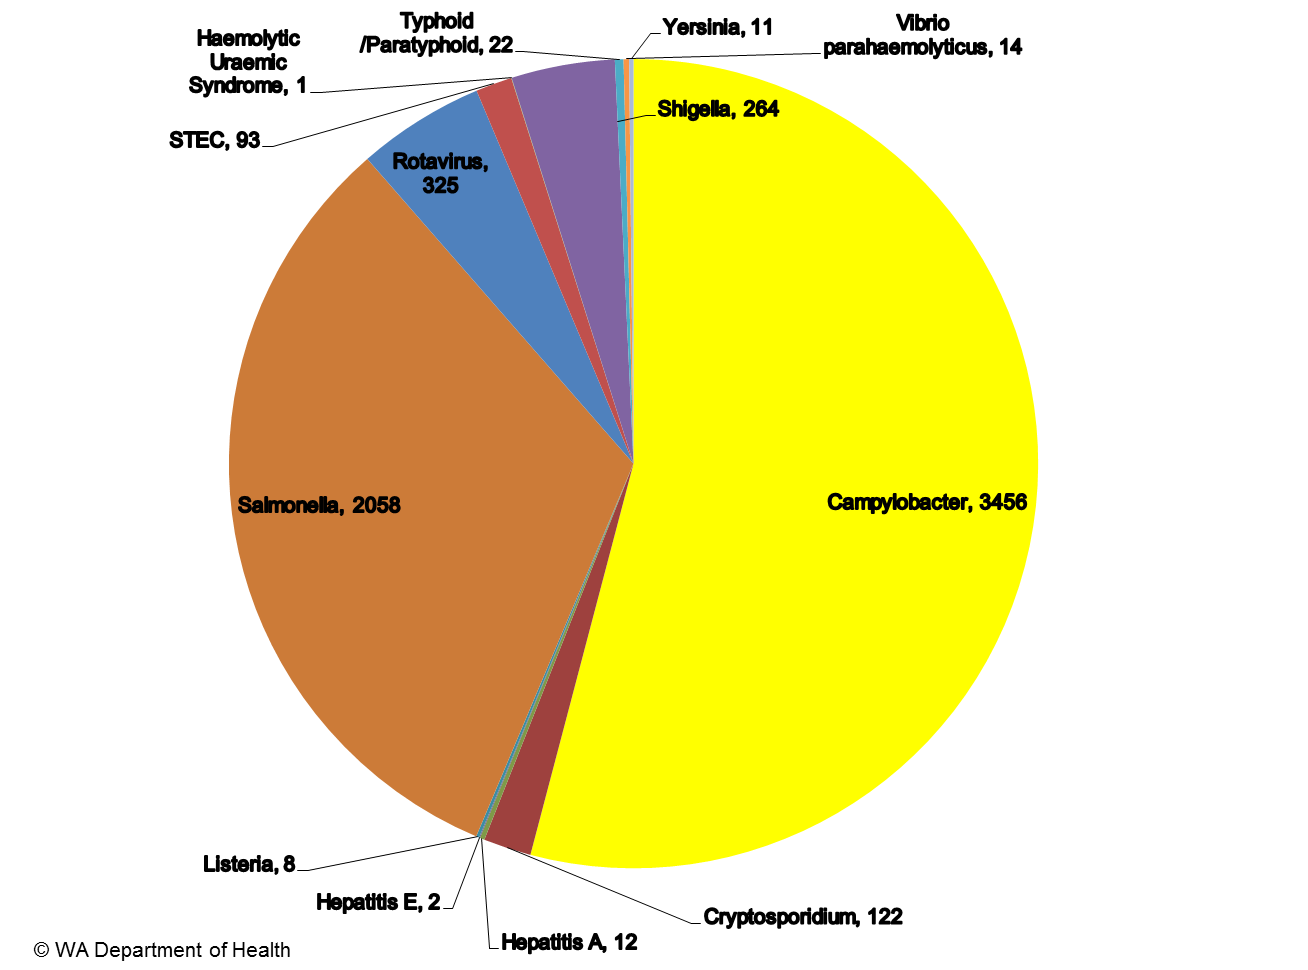 Typhoid
/Paratyphoid, 22
Yersinia, 11
Vibrio
parahaemolyticus, 14
Haemolytic
Uraemic
Syndrome, 1
Shigella, 264
STEC, 93
Rotavirus,
325
Salmonella, 2058
Campylobacter, 3456
Listeria, 8
Hepatitis E, 2
Cryptosporidium, 122
Hepatitis A, 12
© WA Department of Health